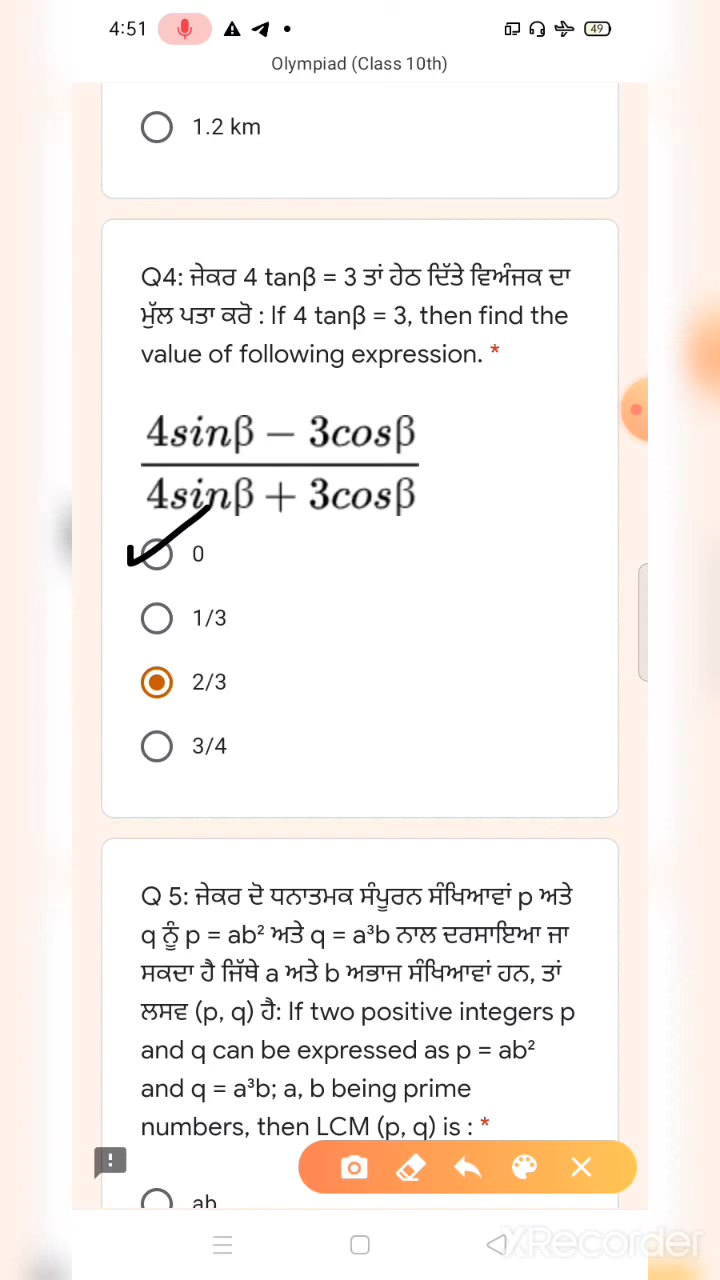 4:51
49
Olympiad (Class 10th)
1.2 km
Q4: ਜੇਕਰ 4 tanβ = 3 ਤਾਂ ਹੇਠ ਦਿੱਤੇ ਵਿਅੰਜਕ ਦਾ
ਮੁੱਲ ਪਤਾ ਕਰੋ : If 4 tanβ = 3, then find the
value of following expression. *
4sinβ − 3cosβ
4sinβ + 3cosβ
0
1/3
2/3
3/4
Q 5: ਜੇਕਰ ਦੋ ਧਨਾਤਮਕ ਸੰਪੂਰਨ ਸੰਖਿਆਵਾਂ p ਅਤੇ
q ਨੂੰ p = ab² ਅਤੇ q = a³b ਨਾਲ ਦਰਸਾਇਆ ਜਾ
ਸਕਦਾ ਹੈ ਜਿੱਥੇ a ਅਤੇ b ਅਭਾਜ ਸੰਖਿਆਵਾਂ ਹਨ, ਤਾਂ
ਲਸਵ (p, q) ਹੈ: If two positive integers p
and q can be expressed as p = ab²
and q = a³b; a, b being prime
numbers, then LCM (p, q) is : *
ab
XRecorder